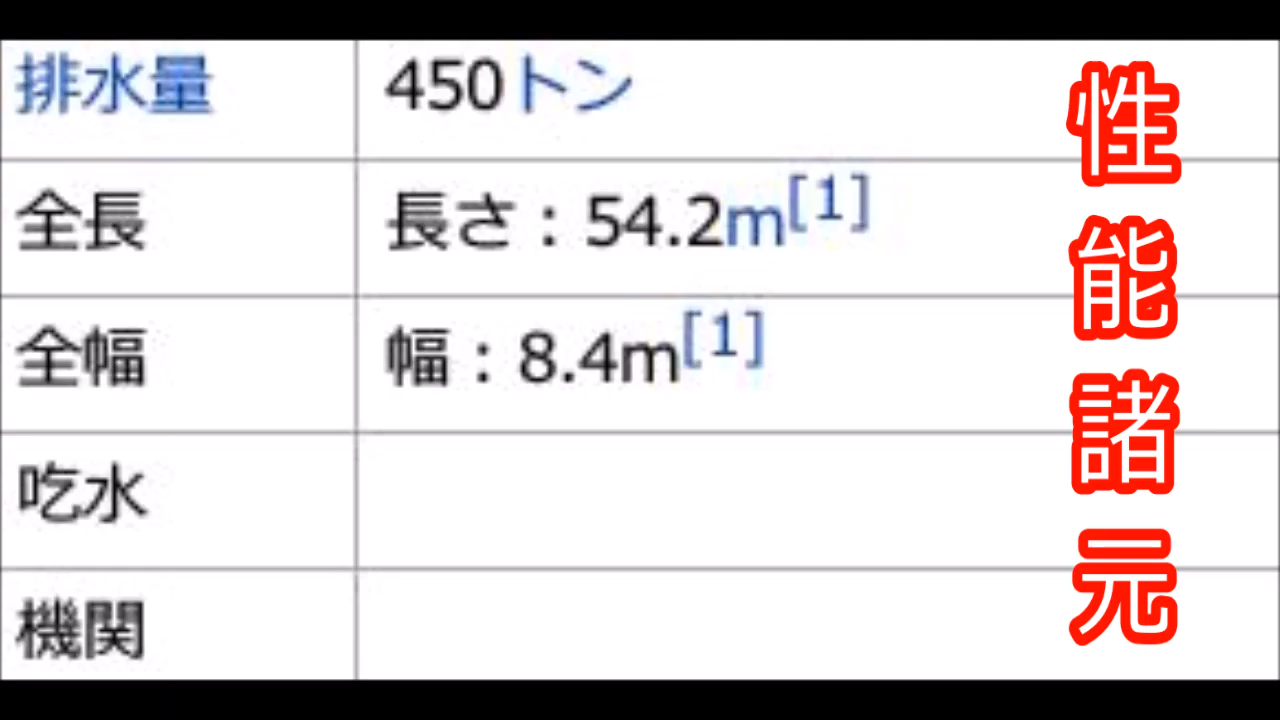 排水量 450トン
全長 長さ：54.2m[1]
全幅 幅：8.4m[1]
吃水
機関
性能諸元